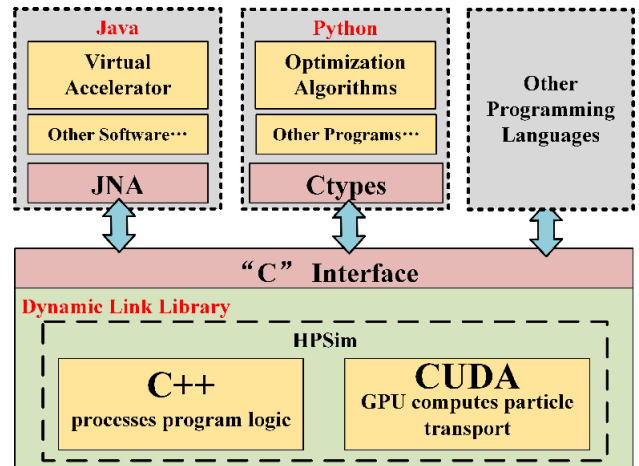 Java
Virtual
Accelerator
Other Software…
JNA
Python
Optimization
Algorithms
Other Programs…
Ctypes
Other
Programming
Languages
“C” Interface
Dynamic Link Library
HPSim
C++
processes program logic
CUDA
GPU computes particle
transport